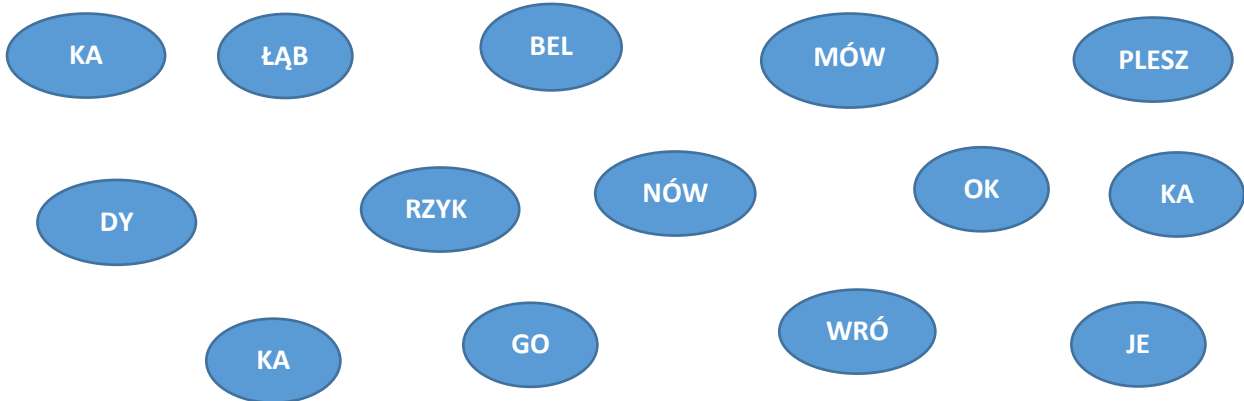 KA ŁĄB BEL MÓW PLESZ
DY RZYK NÓW OK KA
KA GO WRÓ JE